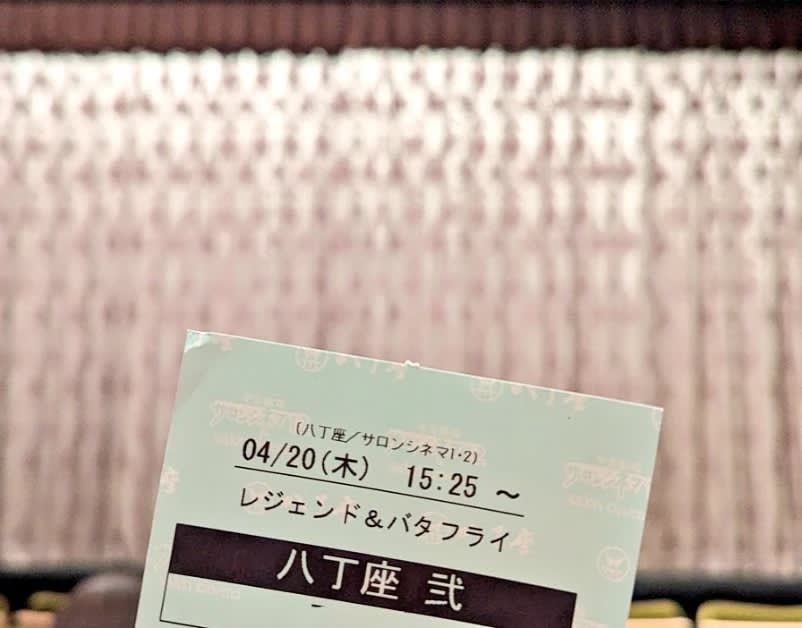 (八丁座／サロンシネマ1・2)
04/20(木) 15:25 ～
レジェンド&バタフライ
八丁座 弐